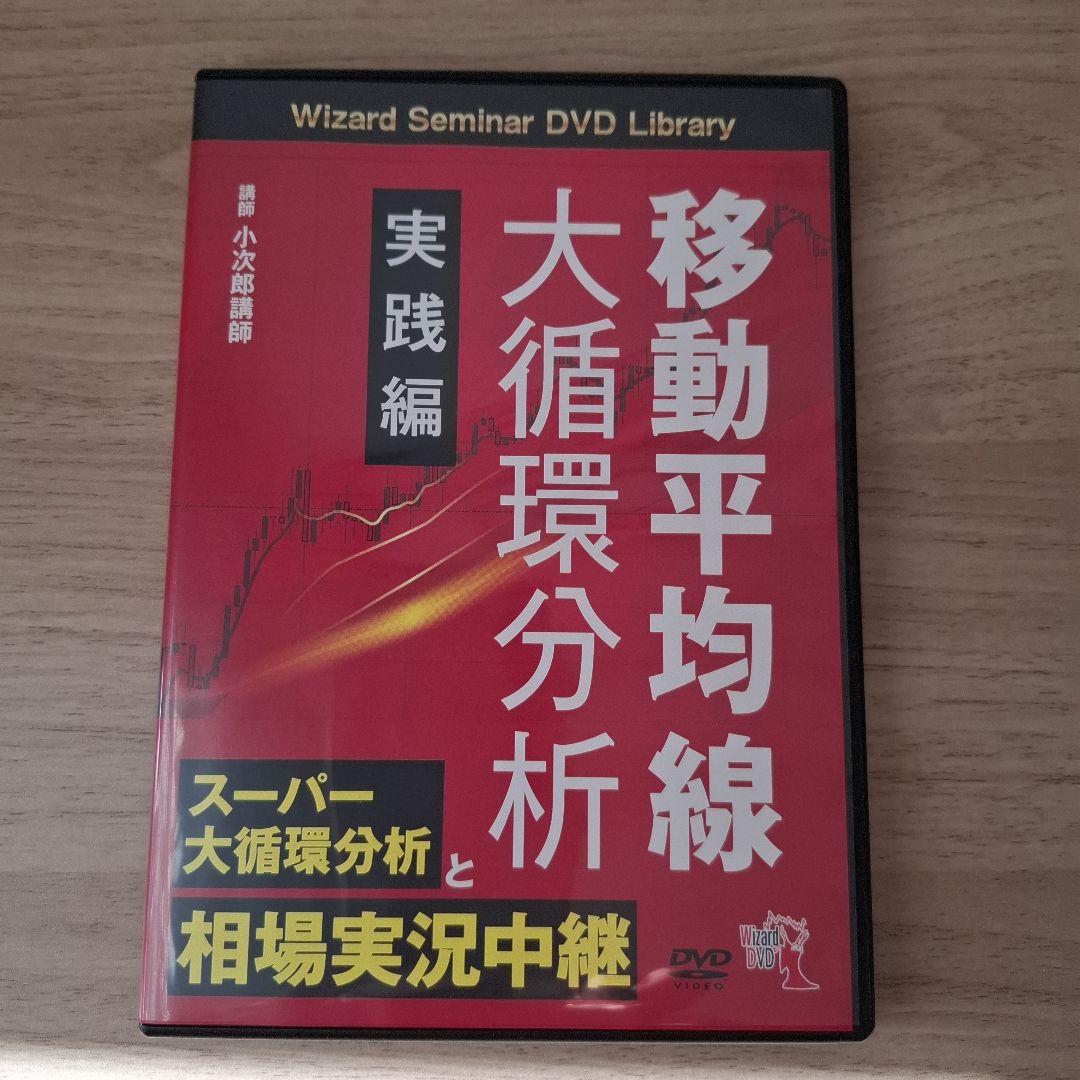 Wizard Seminar DVD Library
移動平均線
大循環分析
実践編
講師 小次郎講師
スーパー
大循環分析
と
相場実況中継
DVD
VIDEO
Wizard
DVD